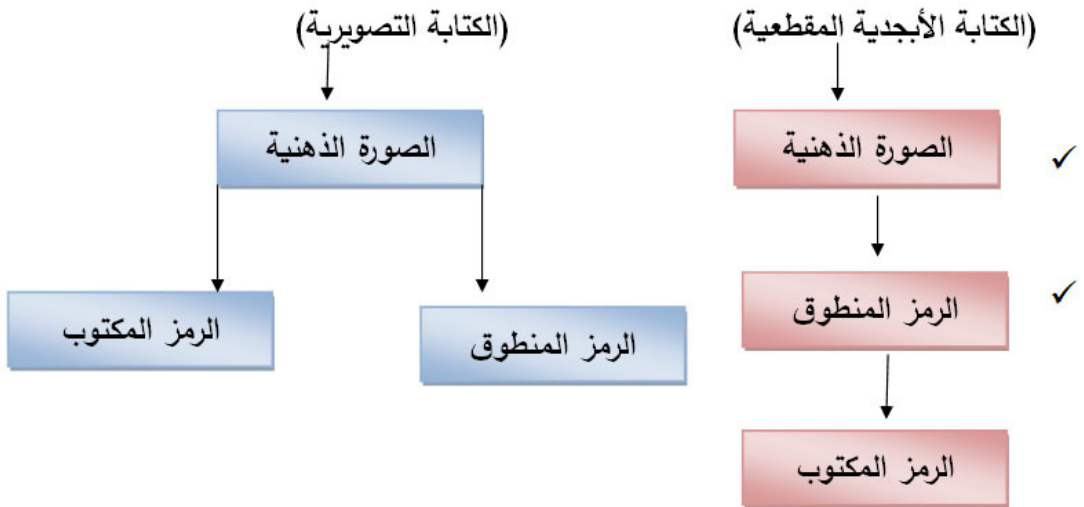 (الكتابة الأبجدية المقطعية)
الصورة الذهنية
الرمز المنطوق
الرمز المكتوب
(الكتابة التصويرية)
الصورة الذهنية
الرمز المنطوق
الرمز المكتوب